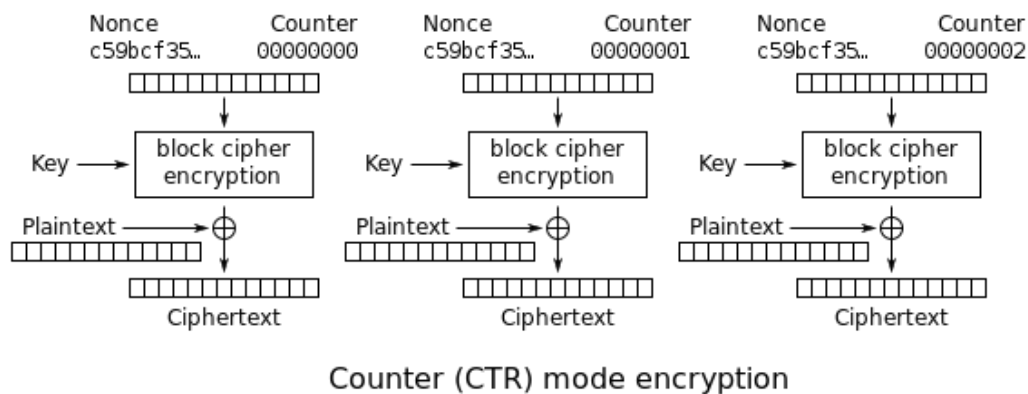 Nonce Counter Nonce Counter Nonce Counter
c59bcf35… 00000000 c59bcf35… 00000001 c59bcf35… 00000002
block cipher block cipher block cipher
Key Key Key
encryption encryption encryption
Plaintext Plaintext Plaintext
Ciphertext Ciphertext Ciphertext
Counter (CTR) mode encryption